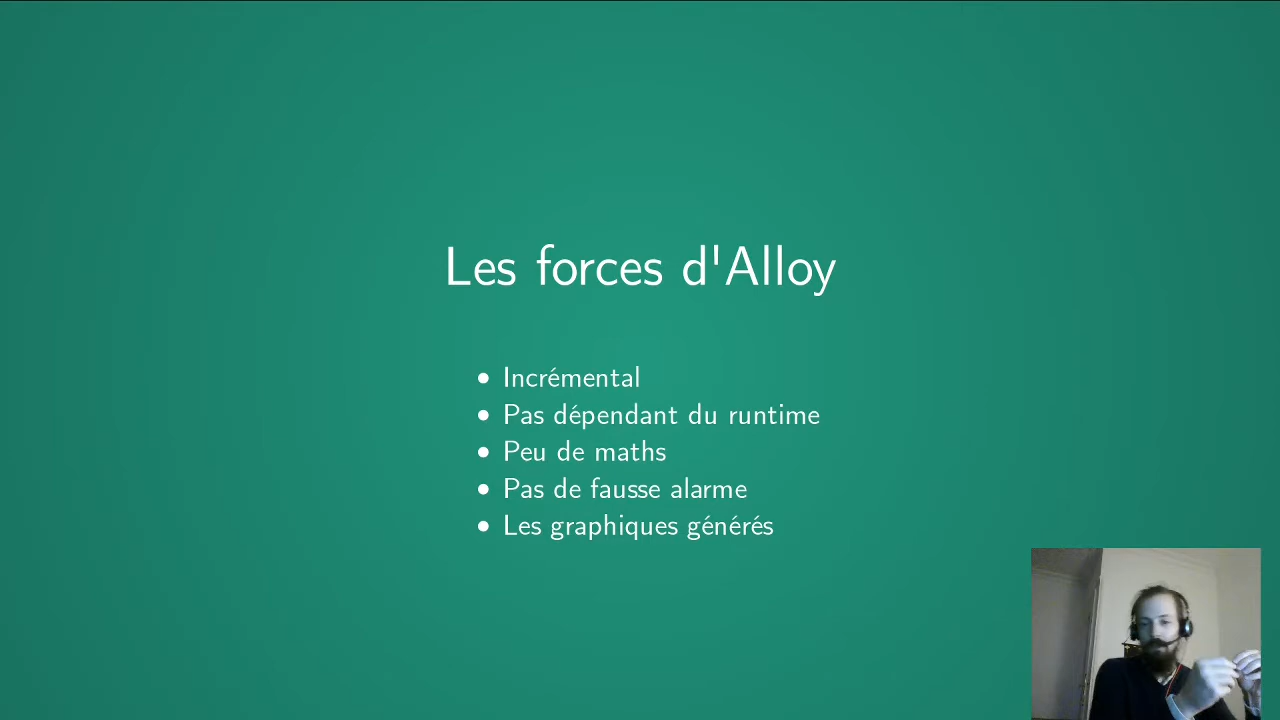 Les forces d'Alloy
• Incrémental
• Pas dépendant du runtime
• Peu de maths
• Pas de fausse alarme
• Les graphiques générés